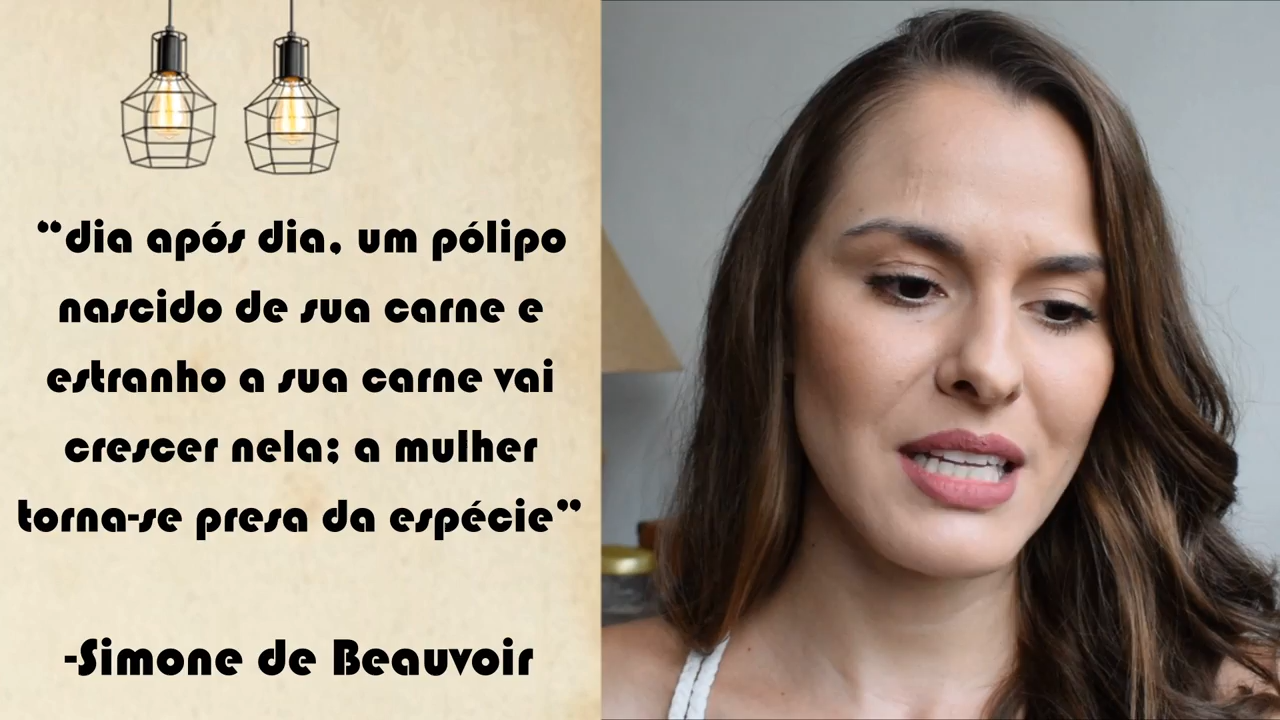 "dia após dia, um pólipo
nascido de sua carne e
estranho a sua carne vai
crescer nela; a mulher
torna-se presa da espécie"
-Simone de Beauvoir